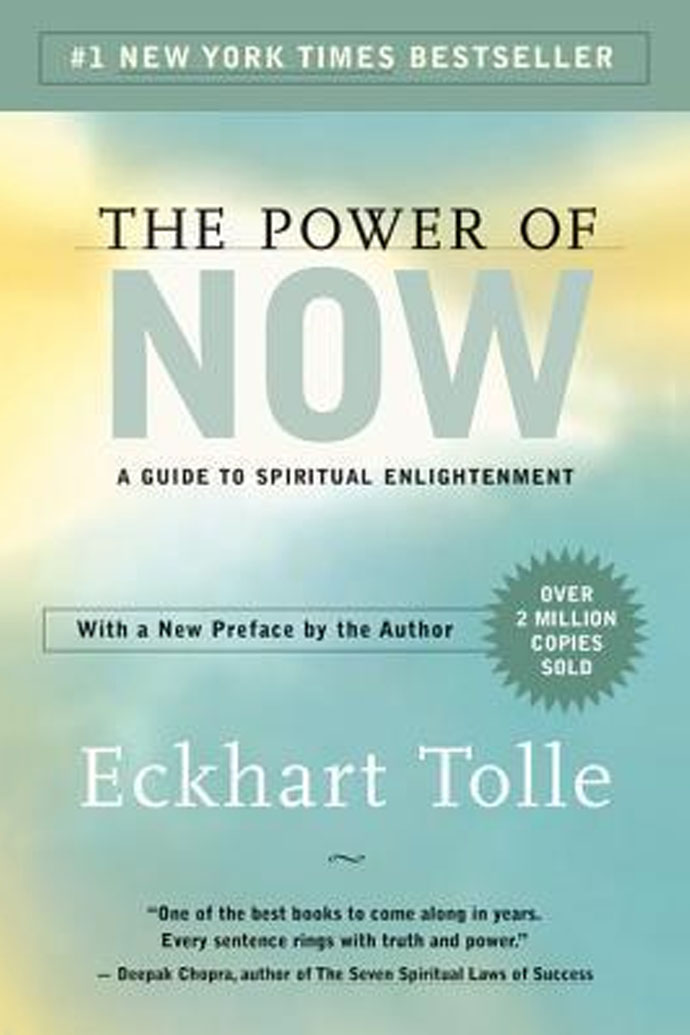 #1 NEW YORK TIMES BESTSELLER
THE POWER OF
NOW
A GUIDE TO SPIRITUAL ENLIGHTENMENT
With a New Preface by the Author
OVER
2 MILLION
COPIES
SOLD
Eckhart Tolle
~
“One of the best books to come along in years.
Every sentence rings with truth and power.”
— Deepak Chopra, author of The Seven Spiritual Laws of Success